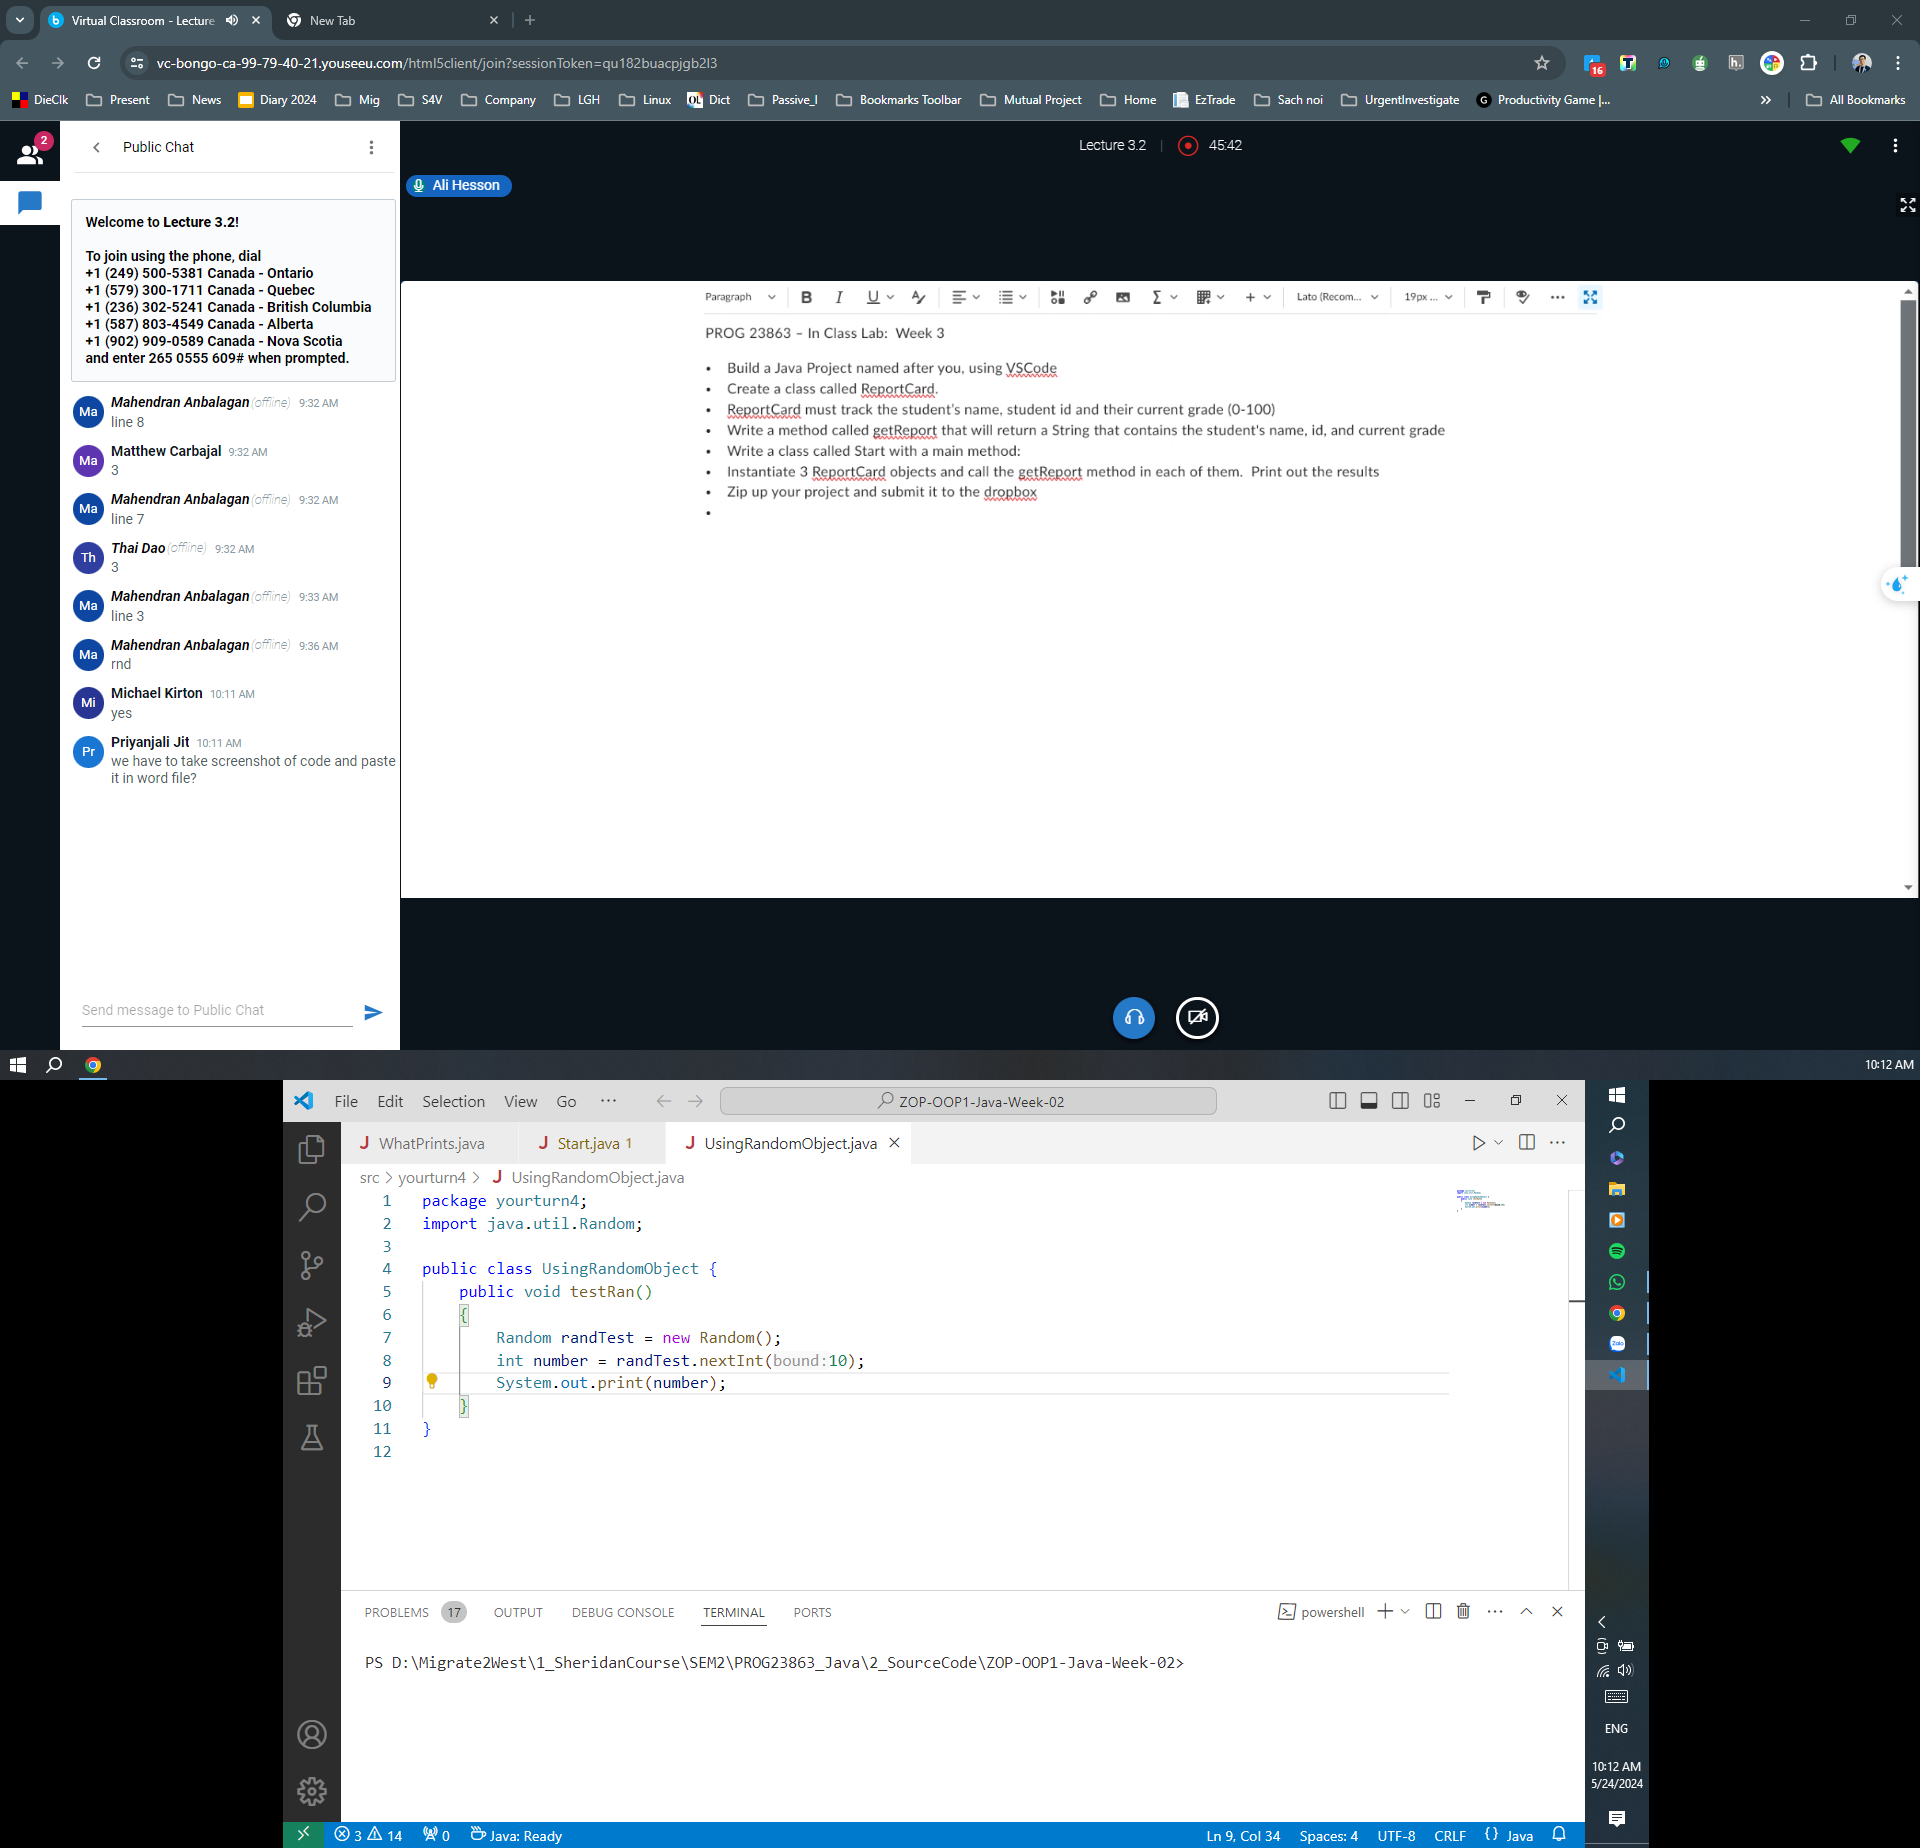 Virtual Classroom - Lecture
New Tab
vc-bongo-ca-99-79-40-21.youseeu.com/html5client/join?sessionToken=qu182buacpjgb2l3
16
DieClk Present News Diary 2024 Mig S4V Company LGH Linux Dict Passive_I Bookmarks Toolbar Mutual Project Home EzTrade Sach noi UrgentInvestigate Productivity Game |... All Bookmarks
2
Public Chat
Lecture 3.2
45:42
Ali Hesson
Welcome to Lecture 3.2!
To join using the phone, dial
+1 (249) 500-5381 Canada - Ontario
+1 (579) 300-1711 Canada - Quebec
+1 (236) 302-5241 Canada - British Columbia
+1 (587) 803-4549 Canada - Alberta
+1 (902) 909-0589 Canada - Nova Scotia
and enter 265 0555 609# when prompted.
Ma Mahendran Anbalagan (offline) 9:32 AM
line 8
Ma Matthew Carbajal 9:32 AM
3
Ma Mahendran Anbalagan (offline) 9:32 AM
line 7
Th Thai Dao (offline) 9:32 AM
3
Ma Mahendran Anbalagan (offline) 9:33 AM
line 3
Ma Mahendran Anbalagan (offline) 9:36 AM
rnd
Mi Michael Kirton 10:11 AM
yes
Pr Priyanjali Jit 10:11 AM
we have to take screenshot of code and paste
it in word file?
Send message to Public Chat
Paragraph B I U Lato (Recom... 19px ...
PROG 23863 – In Class Lab: Week 3
• Build a Java Project named after you, using VSCode
• Create a class called ReportCard.
• ReportCard must track the student's name, student id and their current grade (0-100)
• Write a method called getReport that will return a String that contains the student's name, id, and current grade
• Write a class called Start with a main method:
• Instantiate 3 ReportCard objects and call the getReport method in each of them. Print out the results
• Zip up your project and submit it to the dropbox
•
10:12 AM
File Edit Selection View Go ··· ZOP-OOP1-Java-Week-02
J WhatPrints.java J Start.java 1 J UsingRandomObject.java
src > yourturn4 > J UsingRandomObject.java
1 package yourturn4;
2 import java.util.Random;
3
4 public class UsingRandomObject {
5 public void testRan()
6 {
7 Random randTest = new Random();
8 int number = randTest.nextInt(bound:10);
9 System.out.print(number);
10 }
11 }
12
PROBLEMS 17 OUTPUT DEBUG CONSOLE TERMINAL PORTS
powershell
PS D:\Migrate2West\1_SheridanCourse\SEM2\PROG23863_Java\2_SourceCode\ZOP-OOP1-Java-Week-02>
3 14 0 Java: Ready Ln 9, Col 34 Spaces: 4 UTF-8 CRLF {} Java
Zalo
ENG
10:12 AM
5/24/2024